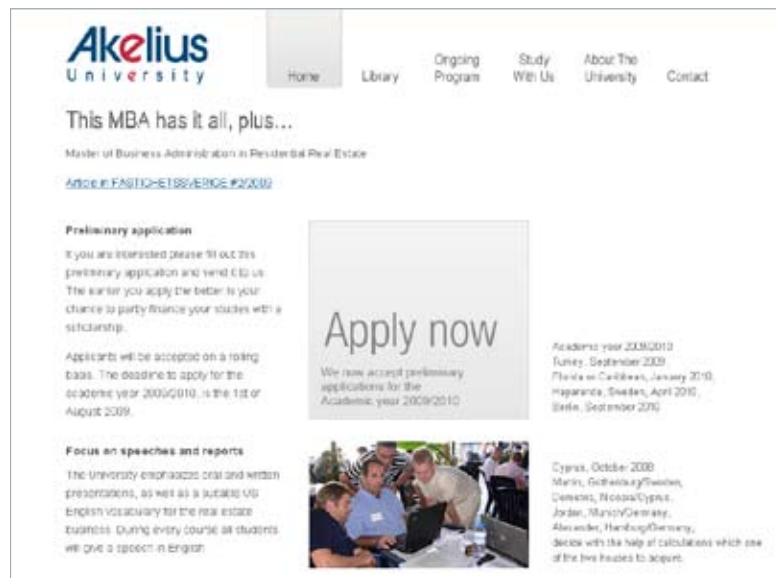 Akelius
University
Home
Library
Ongoing
Program
Study
With Us
About The
University
Contact
This MBA has it all, plus...
Master of Business Administration in Residential Real Estate
Article in FASTIGHETSSVERIGE #2/2009
Preliminary application
If you are interested please fill out this
preliminary application and send it to us.
The earlier you apply the better is your
chance to partly finance your studies with a
scholarship.
Applicants will be accepted on a rolling
basis. The deadline to apply for the
academic year 2009/2010, is the 1st of
August 2009.
Apply now
We now accept preliminary
applications for the
Academic year 2009/2010
Academic year 2009/2010
Turkey, September 2009
Florida or Caribbean, January 2010,
Haparanda, Sweden, April 2010,
Berlin, September 2010
Focus on speeches and reports
The University emphasizes oral and written
presentations, as well as a suitable US
English vocabulary for the real estate
business. During every course all students
will give a speech in English
Cyprus, October 2008
Martin, Gothenburg/Sweden,
Nicosia/Cyprus,
Jordan, Munich/Germany,
Alexander, Hamburg/Germany,
decide with the help of calculations which one
of the two houses to acquire.